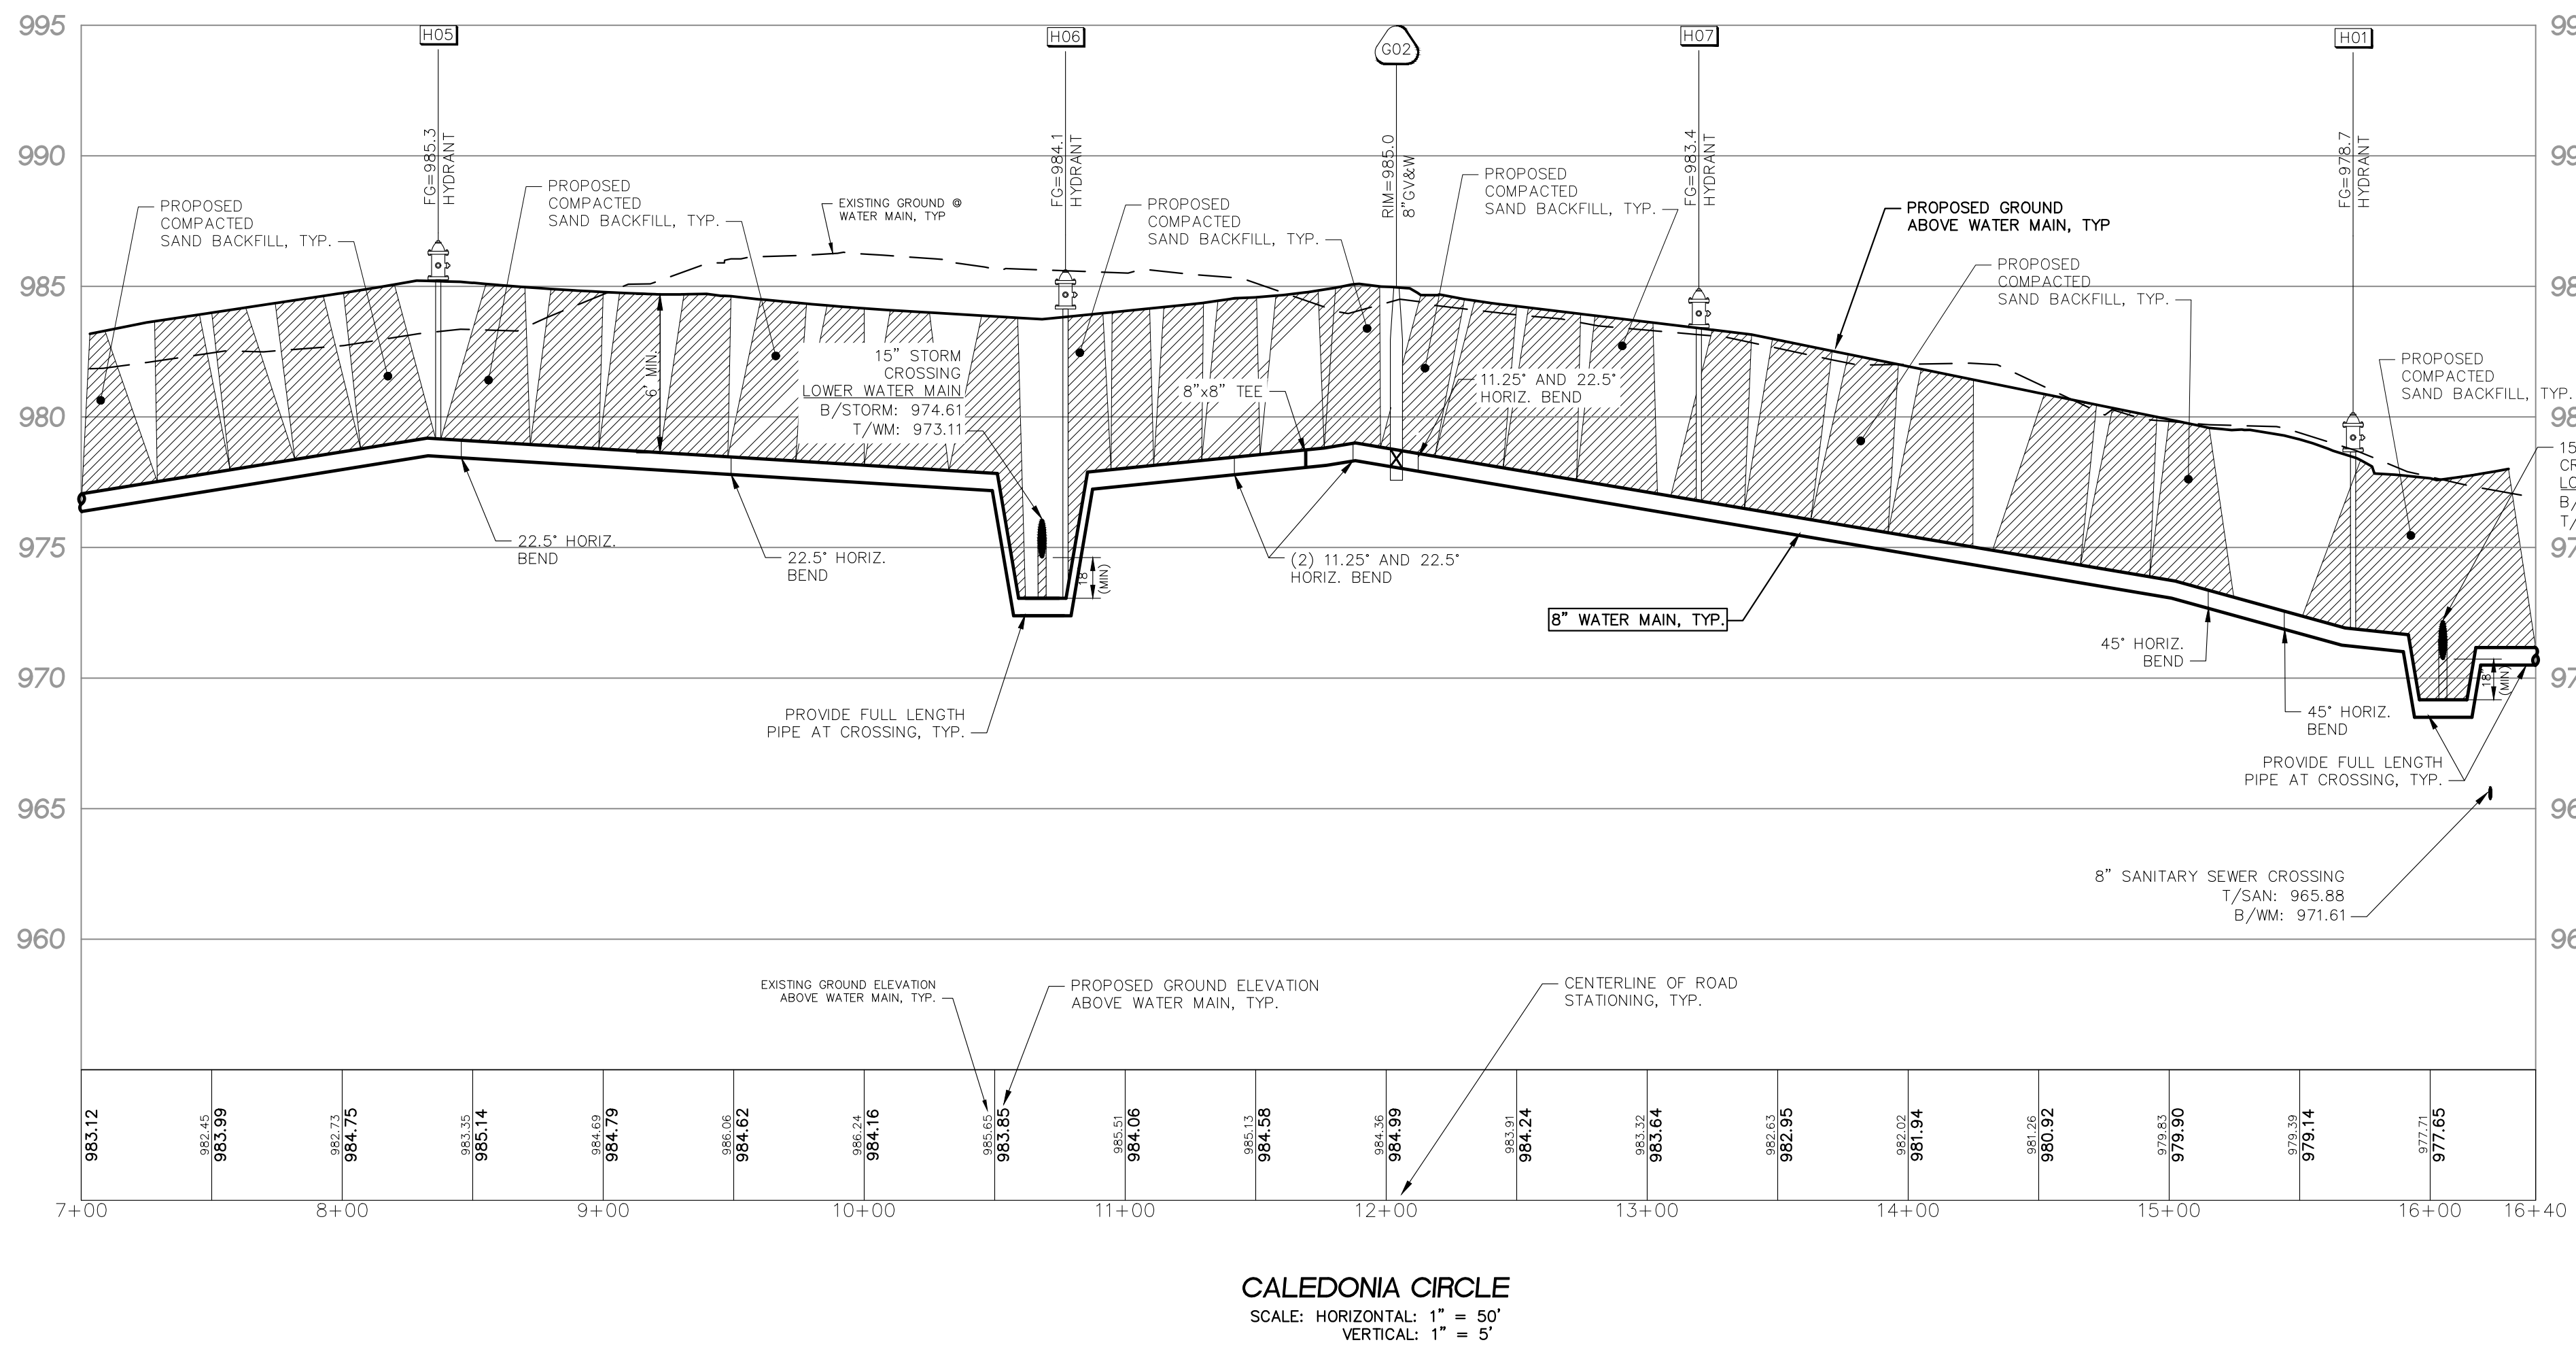 995
990
985
980
975
970
965
960
H05
FG=985.3
HYDRANT
H06
FG=984.1
HYDRANT
G02
RIM=985.0
8"GV&W
H07
FG=983.4
HYDRANT
H01
FG=978.7
HYDRANT
PROPOSED
COMPACTED
SAND BACKFILL, TYP.
PROPOSED
COMPACTED
SAND BACKFILL, TYP.
EXISTING GROUND @
WATER MAIN, TYP
PROPOSED
COMPACTED
SAND BACKFILL, TYP.
PROPOSED
COMPACTED
SAND BACKFILL, TYP.
PROPOSED GROUND
ABOVE WATER MAIN, TYP
PROPOSED
COMPACTED
SAND BACKFILL, TYP.
PROPOSED
COMPACTED
SAND BACKFILL, TYP.
6' MIN.
15" STORM
CROSSING
LOWER WATER MAIN
B/STORM: 974.61
T/WM: 973.11
8"x8" TEE
11.25° AND 22.5°
HORIZ. BEND
22.5° HORIZ.
BEND
22.5° HORIZ.
BEND
18"
(MIN)
(2) 11.25° AND 22.5°
HORIZ. BEND
8" WATER MAIN, TYP.
45° HORIZ.
BEND
45° HORIZ.
BEND
18"
(MIN)
PROVIDE FULL LENGTH
PIPE AT CROSSING, TYP.
PROVIDE FULL LENGTH
PIPE AT CROSSING, TYP.
8" SANITARY SEWER CROSSING
T/SAN: 965.88
B/WM: 971.61
EXISTING GROUND ELEVATION
ABOVE WATER MAIN, TYP.
PROPOSED GROUND ELEVATION
ABOVE WATER MAIN, TYP.
CENTERLINE OF ROAD
STATIONING, TYP.
983.12
982.45
983.99
982.73
984.75
983.35
985.14
984.69
984.79
986.06
984.62
986.24
984.16
985.65
983.85
985.51
984.06
985.13
984.58
984.36
984.99
983.91
984.24
983.32
983.64
982.63
982.95
982.02
981.94
981.26
980.92
979.83
979.90
979.39
979.14
977.71
977.65
7+00
8+00
9+00
10+00
11+00
12+00
13+00
14+00
15+00
16+00
16+40
CALEDONIA CIRCLE
SCALE: HORIZONTAL: 1" = 50'
VERTICAL: 1" = 5'